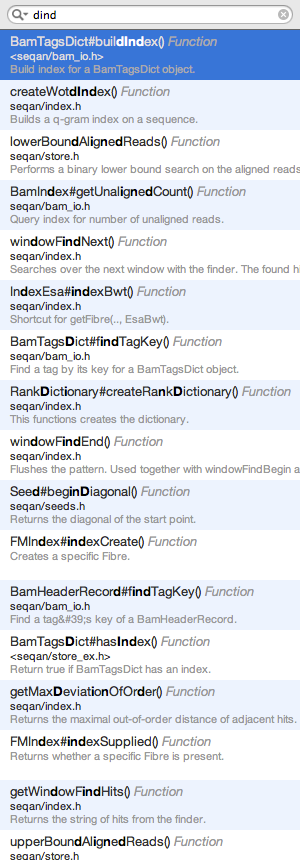 dind
BamTagsDict#buildIndex() Function
<seqan/bam_io.h>
Build index for a BamTagsDict object.
createWotdIndex() Function
seqan/index.h
Builds a q-gram index on a sequence.
lowerBoundAlignedReads() Function
seqan/store.h
Performs a binary lower bound search on the aligned reads
BamIndex#getUnalignedCount() Function
seqan/bam_io.h
Query index for number of unaligned reads.
windowFindNext() Function
seqan/index.h
Searches over the next window with the finder. The found hi
IndexEsa#indexBwt() Function
seqan/index.h
Shortcut for getFibre(.., EsaBwt).
BamTagsDict#findTagKey() Function
seqan/bam_io.h
Find a tag by its key for a BamTagsDict object.
RankDictionary#createRankDictionary() Function
seqan/index.h
This functions creates the dictionary.
windowFindEnd() Function
seqan/index.h
Flushes the pattern. Used together with windowFindBegin a
Seed#beginDiagonal() Function
seqan/seeds.h
Returns the diagonal of the start point.
FMIndex#indexCreate() Function
Creates a specific Fibre.
BamHeaderRecord#findTagKey() Function
seqan/bam_io.h
Find a tag&#39;s key of a BamHeaderRecord.
BamTagsDict#hasIndex() Function
<seqan/store_ex.h>
Return true if BamTagsDict has an index.
getMaxDeviationOfOrder() Function
seqan/index.h
Returns the maximal out-of-order distance of adjacent hits.
FMIndex#indexSupplied() Function
Returns whether a specific Fibre is present.
getWindowFindHits() Function
seqan/index.h
Returns the string of hits from the finder.
upperBoundAlignedReads() Function
seqan/store.h